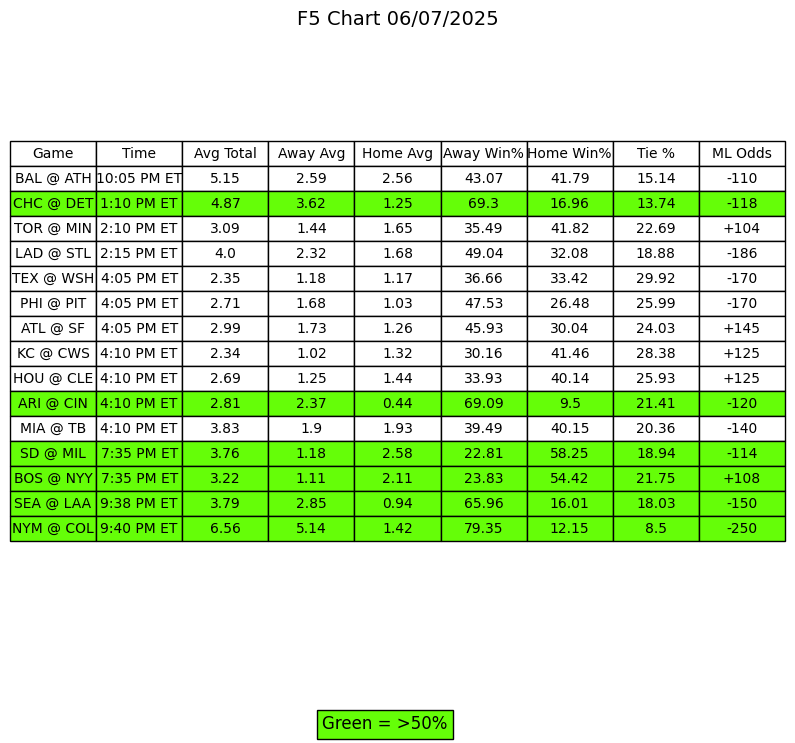 F5 Chart 06/07/2025
Game Time Avg Total Away Avg Home Avg Away Win% Home Win% Tie % ML Odds
BAL @ ATH 10:05 PM ET 5.15 2.59 2.56 43.07 41.79 15.14 -110
CHC @ DET 1:10 PM ET 4.87 3.62 1.25 69.3 16.96 13.74 -118
TOR @ MIN 2:10 PM ET 3.09 1.44 1.65 35.49 41.82 22.69 +104
LAD @ STL 2:15 PM ET 4.0 2.32 1.68 49.04 32.08 18.88 -186
TEX @ WSH 4:05 PM ET 2.35 1.18 1.17 36.66 33.42 29.92 -170
PHI @ PIT 4:05 PM ET 2.71 1.68 1.03 47.53 26.48 25.99 -170
ATL @ SF 4:05 PM ET 2.99 1.73 1.26 45.93 30.04 24.03 +145
KC @ CWS 4:10 PM ET 2.34 1.02 1.32 30.16 41.46 28.38 +125
HOU @ CLE 4:10 PM ET 2.69 1.25 1.44 33.93 40.14 25.93 +125
ARI @ CIN 4:10 PM ET 2.81 2.37 0.44 69.09 9.5 21.41 -120
MIA @ TB 4:10 PM ET 3.83 1.9 1.93 39.49 40.15 20.36 -140
SD @ MIL 7:35 PM ET 3.76 1.18 2.58 22.81 58.25 18.94 -114
BOS @ NYY 7:35 PM ET 3.22 1.11 2.11 23.83 54.42 21.75 +108
SEA @ LAA 9:38 PM ET 3.79 2.85 0.94 65.96 16.01 18.03 -150
NYM @ COL 9:40 PM ET 6.56 5.14 1.42 79.35 12.15 8.5 -250
Green = >50%